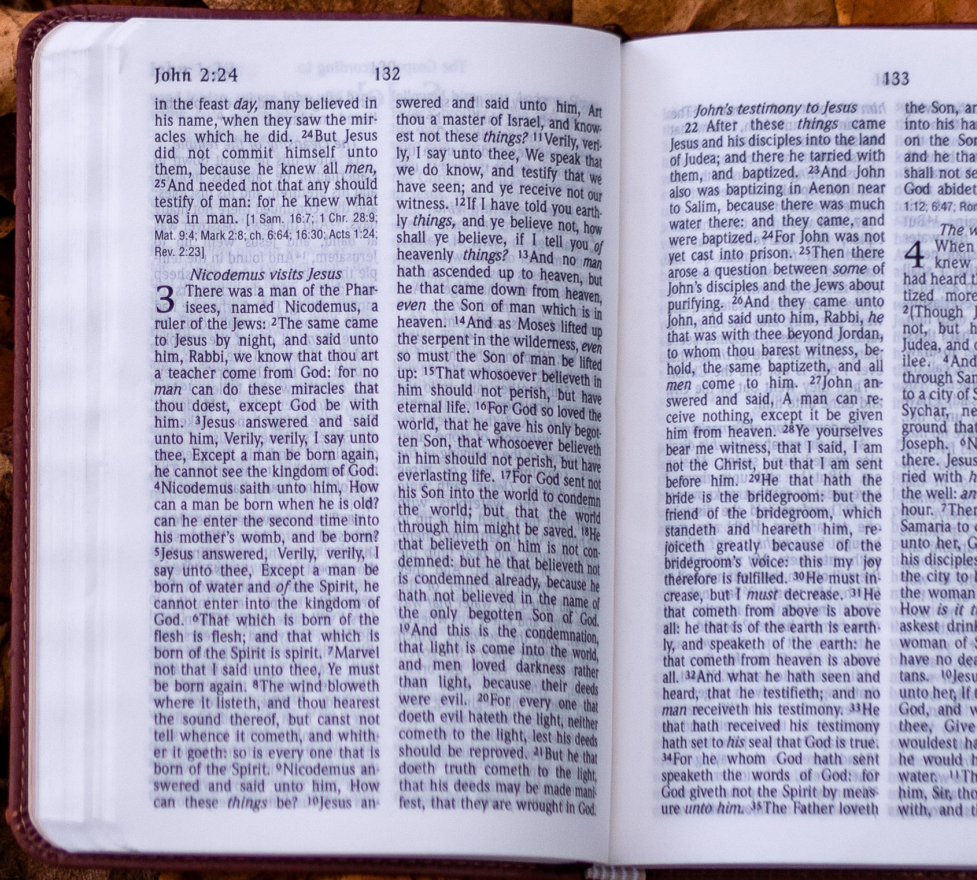 John 2:24
132
in the feast day, many believed in
his name, when they saw the mir-
acles which he did. 24But Jesus
did not commit himself unto
them, because he knew all men,
25And needed not that any should
testify of man: for he knew what
was in man. [1 Sam. 16:7; 1 Chr. 28:9;
Mat. 9:4; Mark 2:8; ch. 6:64; 16:30; Acts 1:24;
Rev. 2:23]
Nicodemus visits Jesus
3 There was a man of the Phar-
isees, named Nicodemus, a
ruler of the Jews: 2The same came
to Jesus by night, and said unto
him, Rabbi, we know that thou art
a teacher come from God: for no
man can do these miracles that
thou doest, except God be with
him. 3Jesus answered and said
unto him, Verily, verily, I say unto
thee, Except a man be born again,
he cannot see the kingdom of God.
4Nicodemus saith unto him, How
can a man be born when he is old?
can he enter the second time into
his mother's womb, and be born?
5Jesus answered, Verily, verily, I
say unto thee, Except a man be
born of water and of the Spirit, he
cannot enter into the kingdom of
God. 6That which is born of the
flesh is flesh; and that which is
born of the Spirit is spirit. 7Marvel
not that I said unto thee, Ye must
be born again. 8The wind bloweth
where it listeth, and thou hearest
the sound thereof, but canst not
tell whence it cometh, and whith-
er it goeth: so is every one that is
born of the Spirit. 9Nicodemus an-
swered and said unto him, How
can these things be? 10Jesus an-
swered and said unto him, Art
thou a master of Israel, and know-
est not these things? 11Verily, veri-
ly, I say unto thee, We speak that
we do know, and testify that we
have seen; and ye receive not our
witness. 12If I have told you earth-
ly things, and ye believe not, how
shall ye believe, if I tell you of
heavenly things? 13And no man
hath ascended up to heaven, but
he that came down from heaven,
even the Son of man which is in
heaven. 14And as Moses lifted up
the serpent in the wilderness, even
so must the Son of man be lifted
up: 15That whosoever believeth in
him should not perish, but have
eternal life. 16For God so loved the
world, that he gave his only begot-
ten Son, that whosoever believeth
in him should not perish, but have
everlasting life. 17For God sent not
his Son into the world to condemn
the world; but that the world
through him might be saved. 18He
that believeth on him is not con-
demned: but he that believeth not
is condemned already, because he
hath not believed in the name of
the only begotten Son of God.
19And this is the condemnation,
that light is come into the world,
and men loved darkness rather
than light, because their deeds
were evil. 20For every one that
doeth evil hateth the light, neither
cometh to the light, lest his deeds
should be reproved. 21But he that
doeth truth cometh to the light,
that his deeds may be made mani-
fest, that they are wrought in God.
133
John's testimony to Jesus
22 After these things came
Jesus and his disciples into the land
of Judea; and there he tarried with
them, and baptized. 23And John
also was baptizing in Aenon near
to Salim, because there was much
water there: and they came, and
were baptized. 24For John was not
yet cast into prison. 25Then there
arose a question between some of
John's disciples and the Jews about
purifying. 26And they came unto
John, and said unto him, Rabbi, he
that was with thee beyond Jordan,
to whom thou barest witness, be-
hold, the same baptizeth, and all
men come to him. 27John an-
swered and said, A man can re-
ceive nothing, except it be given
him from heaven. 28Ye yourselves
bear me witness, that I said, I am
not the Christ, but that I am sent
before him. 29He that hath the
bride is the bridegroom: but the
friend of the bridegroom, which
standeth and heareth him, re-
joiceth greatly because of the
bridegroom's voice: this my joy
therefore is fulfilled. 30He must in-
crease, but I must decrease. 31He
that cometh from above is above
all: he that is of the earth is earth-
ly, and speaketh of the earth: he
that cometh from heaven is above
all. 32And what he hath seen and
heard, that he testifieth; and no
man receiveth his testimony. 33He
that hath received his testimony
hath set to his seal that God is true.
34For he whom God hath sent
speaketh the words of God: for
God giveth not the Spirit by meas-
ure unto him. 35The Father loveth
the Son, an
into his ha
on the Son
and he tha
shall not se
God abidet
1:12; 6:47; Ror
The w
4 When
knew
had heard t
tized more
2(Though J
not, but
Judea, and d
ilee. 4And
through Sar
to a city of S
Sychar, ne
ground that
Joseph. 6N
there. Jesus
ried with h
the well: an
hour. 7Ther
Samaria to
unto her, G
his disciples
the city to
the woman
How is it t
askest drink
woman of S
have no dea
tans. 10Jesu
unto her, If
God, and w
thee, Give
wouldest ha
he would h
water. 11Th
him, Sir, tho
with, and t